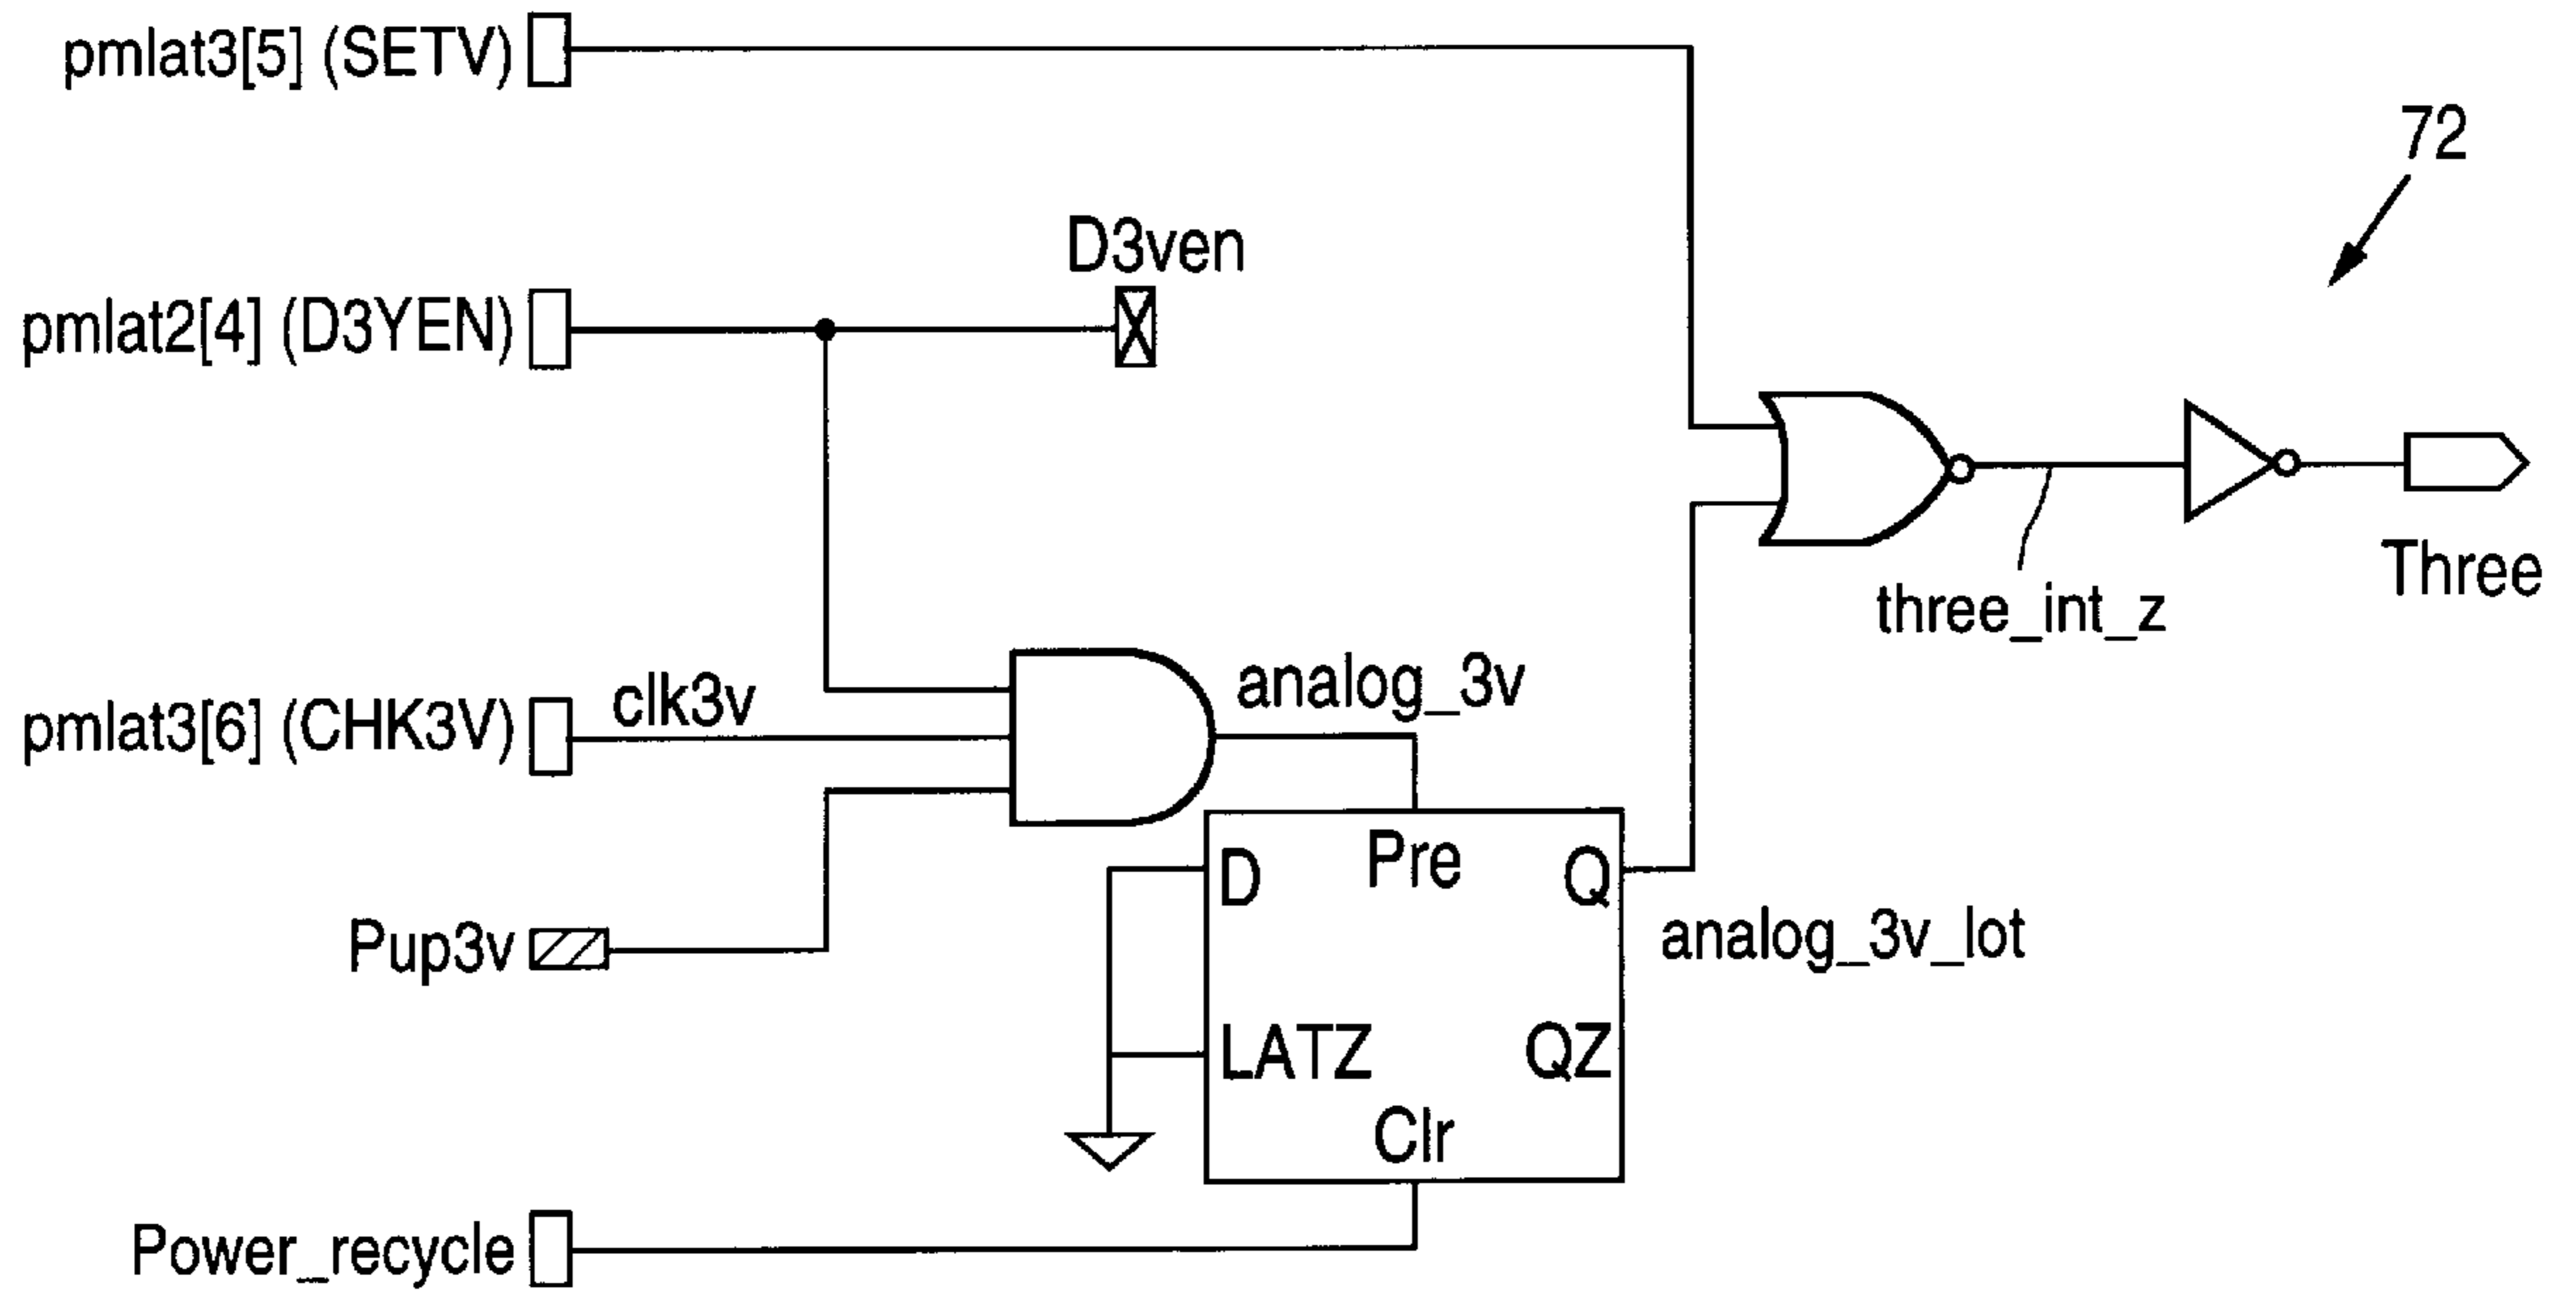 pmlat3[5] (SETV)
72
D3ven
pmlat2[4] (D3YEN)
three_int_z
Three
pmlat3[6] (CHK3V)
clk3v
analog_3v
D
Pre
Q
Pup3v
analog_3v_lot
LATZ
QZ
Clr
Power_recycle